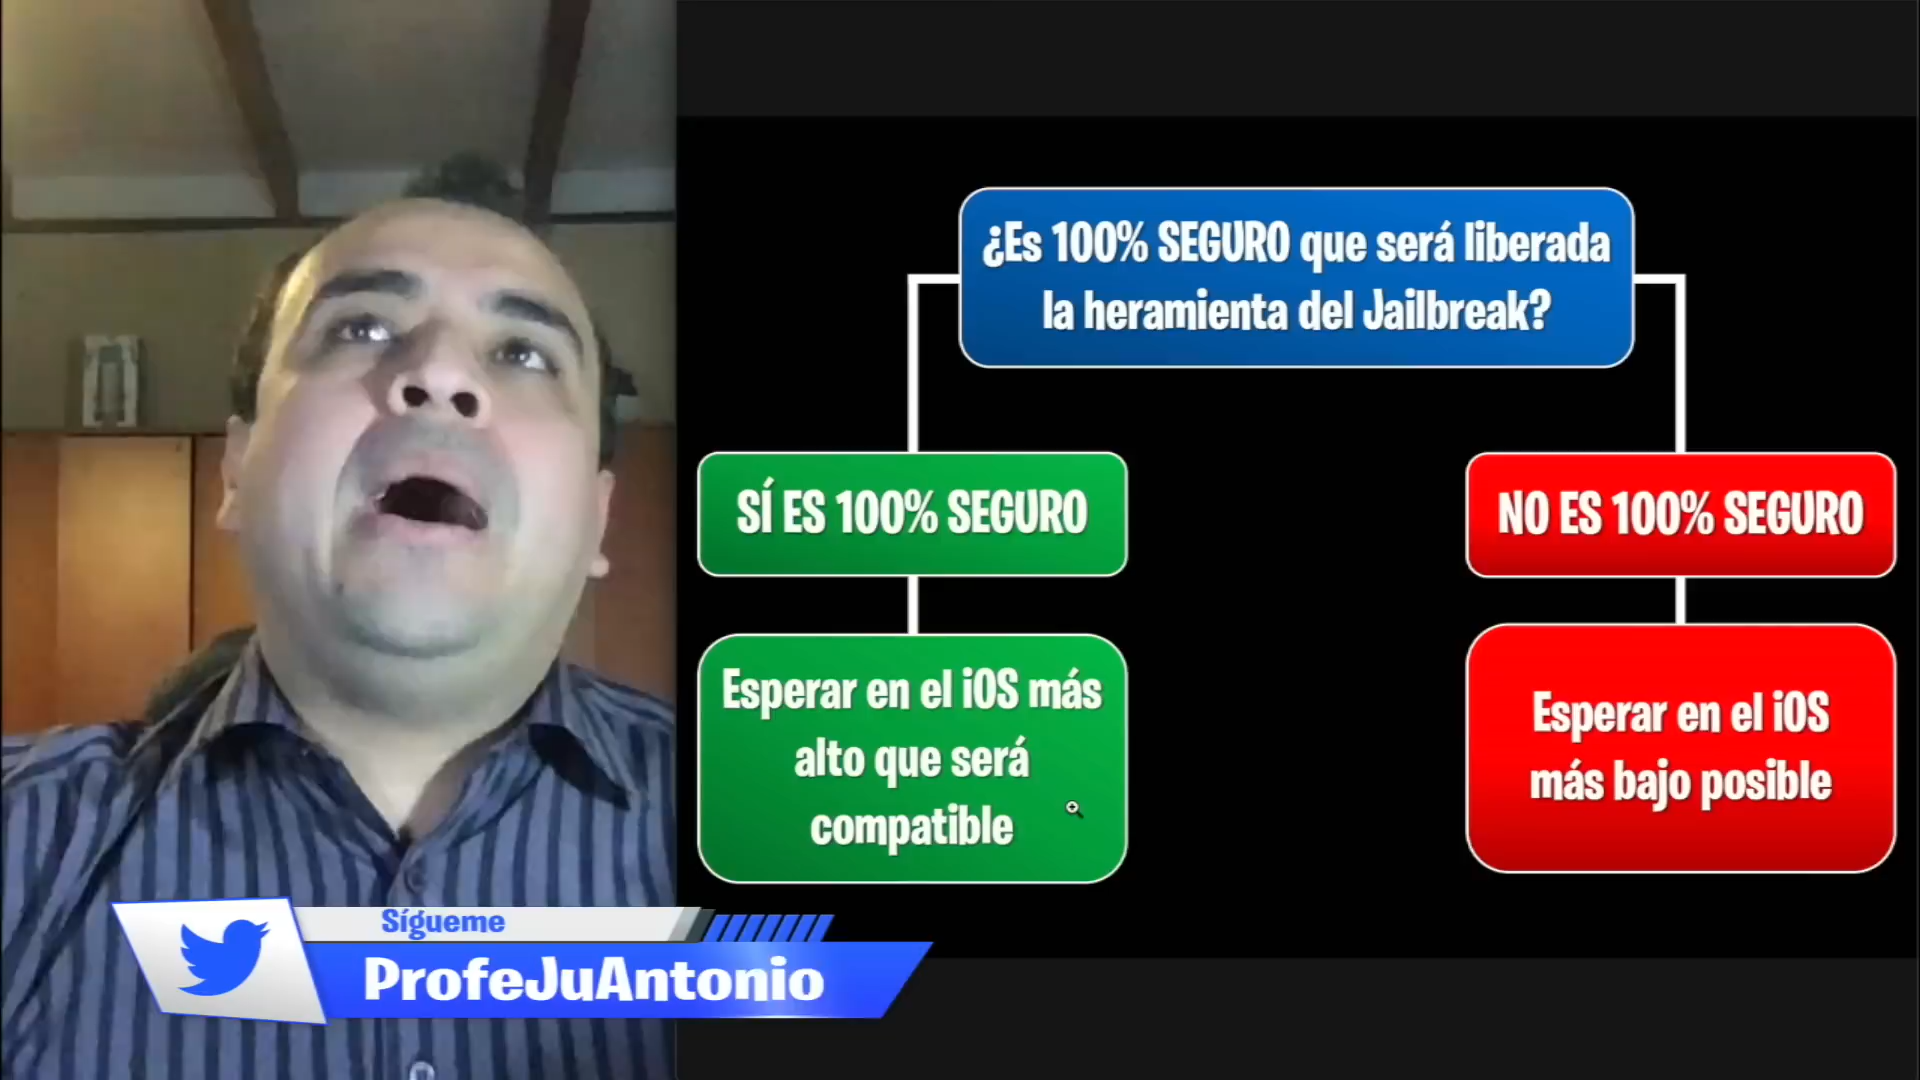 ¿Es 100% SEGURO que será liberada
la heramienta del Jailbreak?
SÍ ES 100% SEGURO
NO ES 100% SEGURO
Esperar en el iOS más
alto que será
compatible
Esperar en el iOS
más bajo posible
Sígueme
ProfeJuAntonio